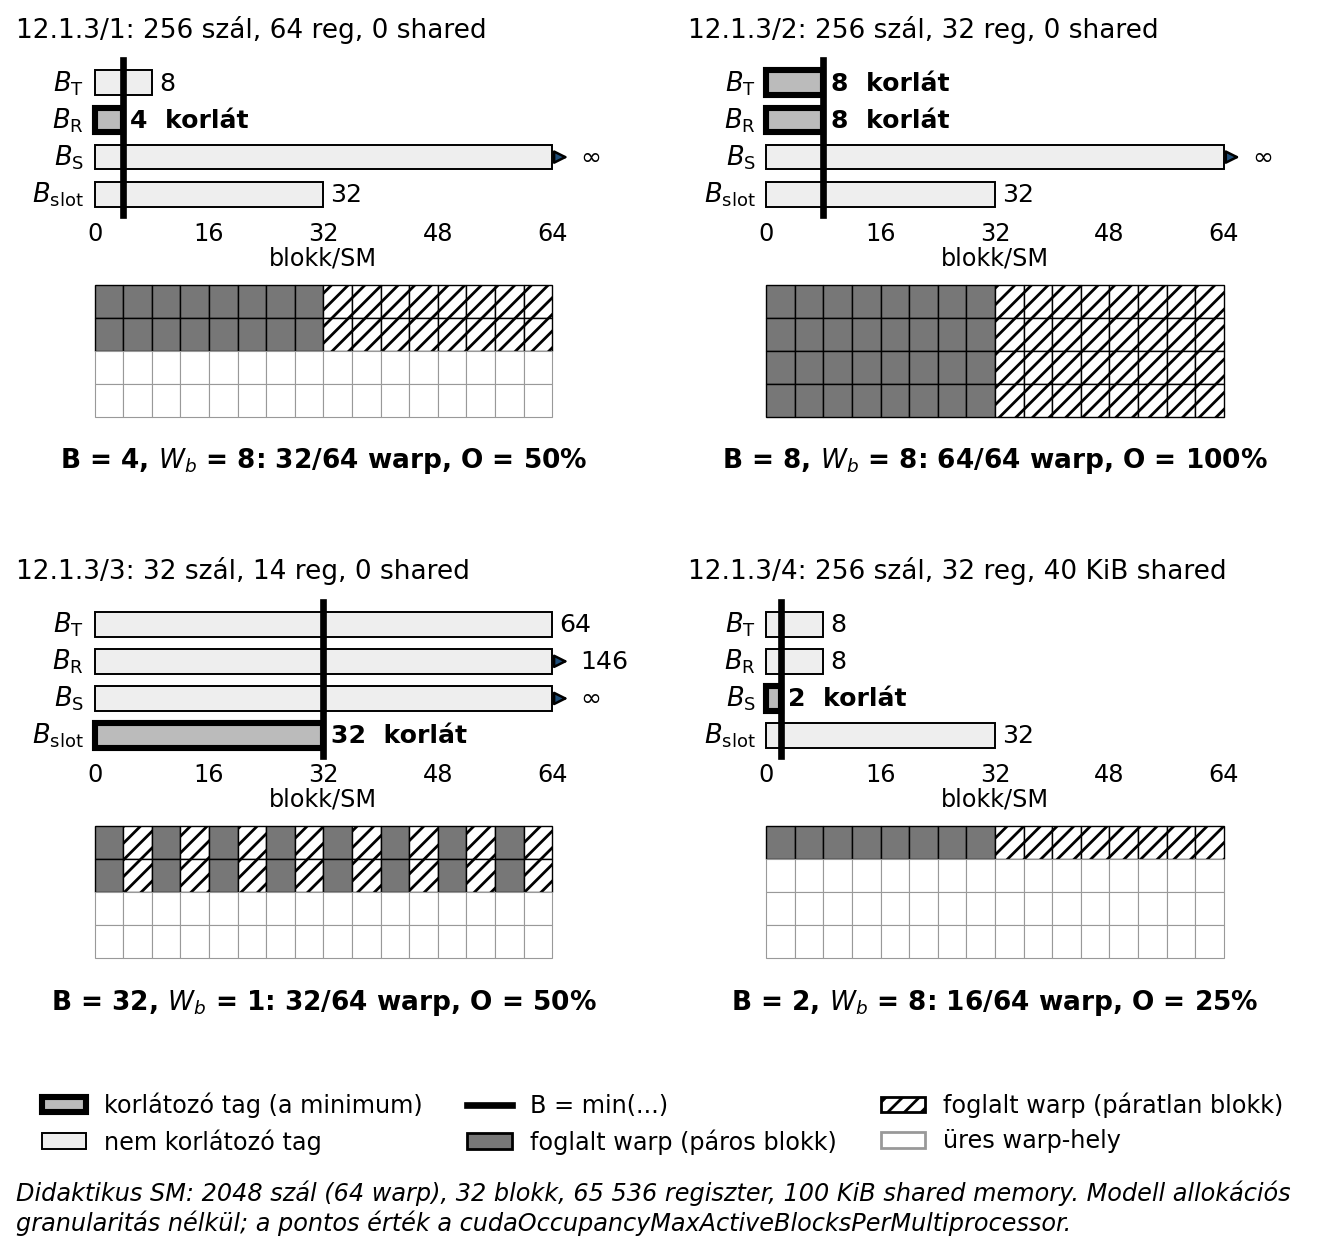 12.1.3/1: 256 szál, 64 reg, 0 shared
B_T 8
B_R 4 korlát
B_S ∞
B_slot 32
0 16 32 48 64
blokk/SM
B = 4, W_b = 8: 32/64 warp, O = 50%
12.1.3/2: 256 szál, 32 reg, 0 shared
B_T 8 korlát
B_R 8 korlát
B_S ∞
B_slot 32
0 16 32 48 64
blokk/SM
B = 8, W_b = 8: 64/64 warp, O = 100%
12.1.3/3: 32 szál, 14 reg, 0 shared
B_T 64
B_R 146
B_S ∞
B_slot 32 korlát
0 16 32 48 64
blokk/SM
B = 32, W_b = 1: 32/64 warp, O = 50%
12.1.3/4: 256 szál, 32 reg, 40 KiB shared
B_T 8
B_R 8
B_S 2 korlát
B_slot 32
0 16 32 48 64
blokk/SM
B = 2, W_b = 8: 16/64 warp, O = 25%
korlátozó tag (a minimum)
nem korlátozó tag
B = min(...)
foglalt warp (páros blokk)
foglalt warp (páratlan blokk)
üres warp-hely
Didaktikus SM: 2048 szál (64 warp), 32 blokk, 65 536 regiszter, 100 KiB shared memory. Modell allokációs
granularitás nélkül; a pontos érték a cudaOccupancyMaxActiveBlocksPerMultiprocessor.